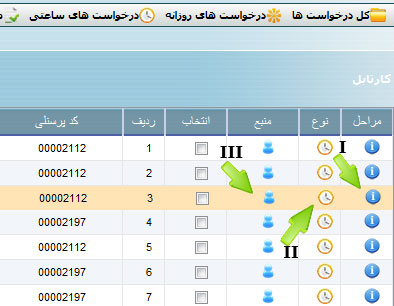 کل درخواست ها درخواست های روزانه درخواست های ساعتی
کارتابل
مراحل نوع منبع انتخاب ردیف کد پرسنلی
I
III
1 00002112
2 00002112
3 00002112
II
4 00002197
5 00002112
6 00002197
7 00002197